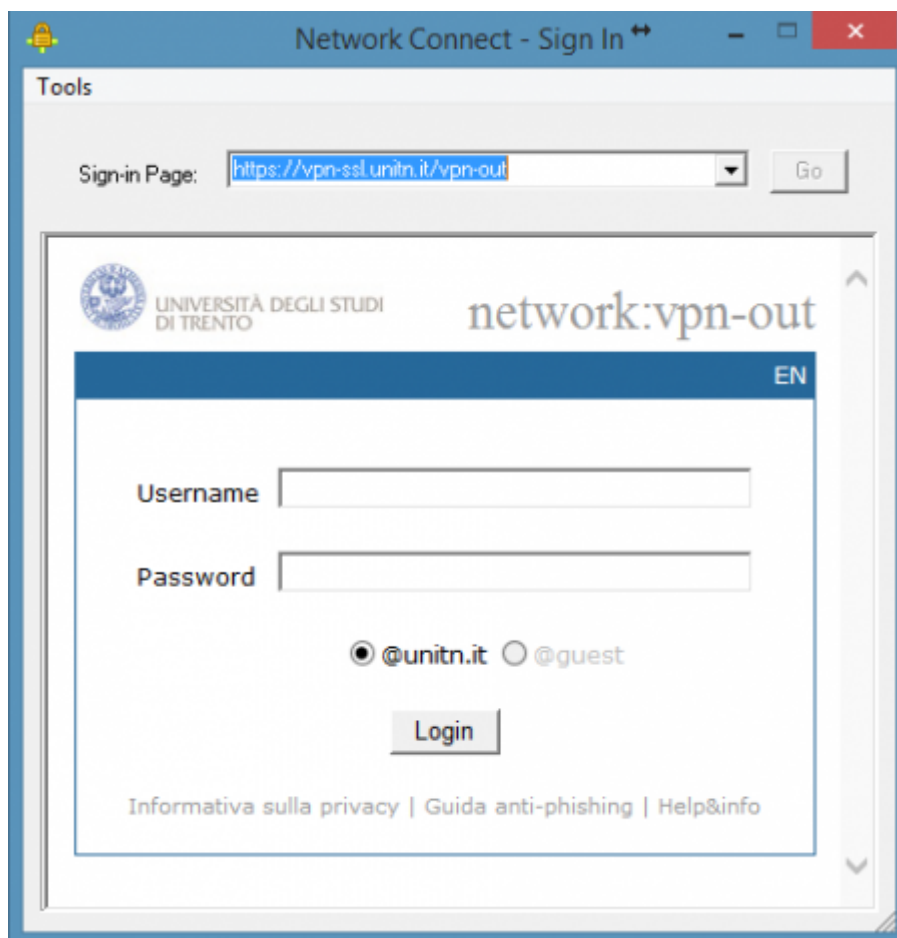 Network Connect - Sign In
Tools
Sign-in Page: https://vpn-ssl.unitn.it/vpn-out Go
UNIVERSITÀ DEGLI STUDI
DI TRENTO
network:vpn-out
EN
Username
Password
@unitn.it @guest
Login
Informativa sulla privacy | Guida anti-phishing | Help&info